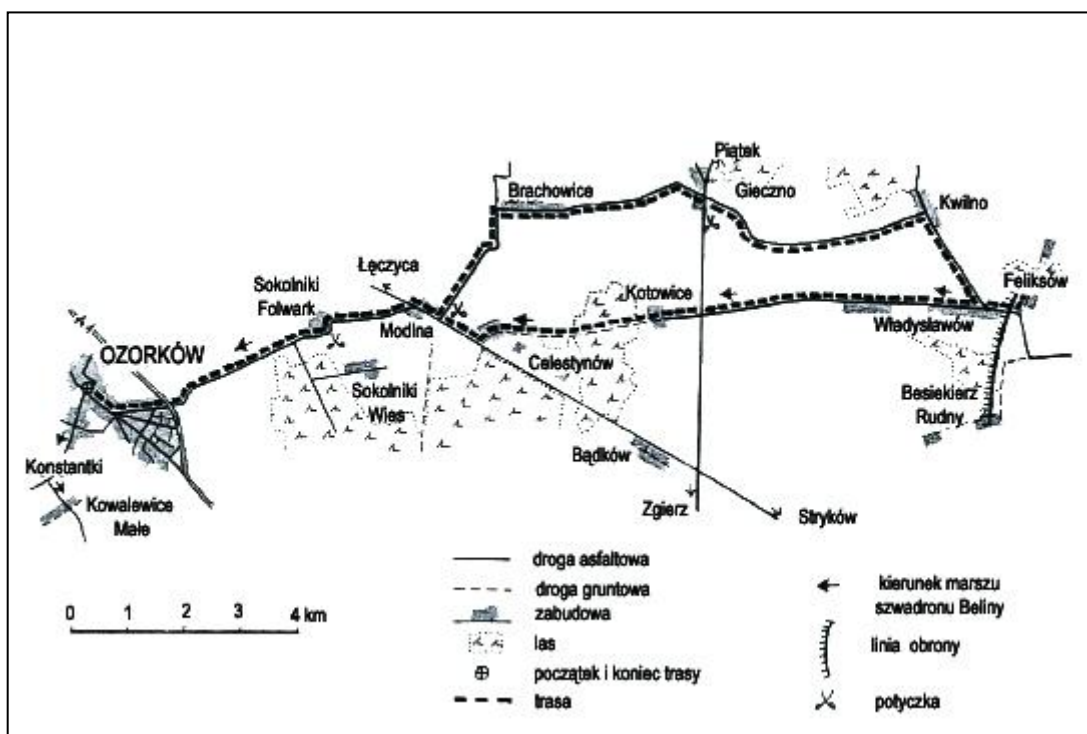 Piątek
Brachowice
Gieczno
Kwilno
Łęczyca
Feliksów
Sokolniki
Folwark
Kotowice
Modlna
Władysławów
OZORKÓW
Celestynów
Sokolniki
Wieś
Besiekierz
Rudny
Bądków
Konstantki
Kowalewice
Małe
Zgierz
Stryków
droga asfaltowa
droga gruntowa
zabudowa
las
początek i koniec trasy
trasa
kierunek marszu
szwadronu Beliny
linia obrony
potyczka
0 1 2 3 4 km